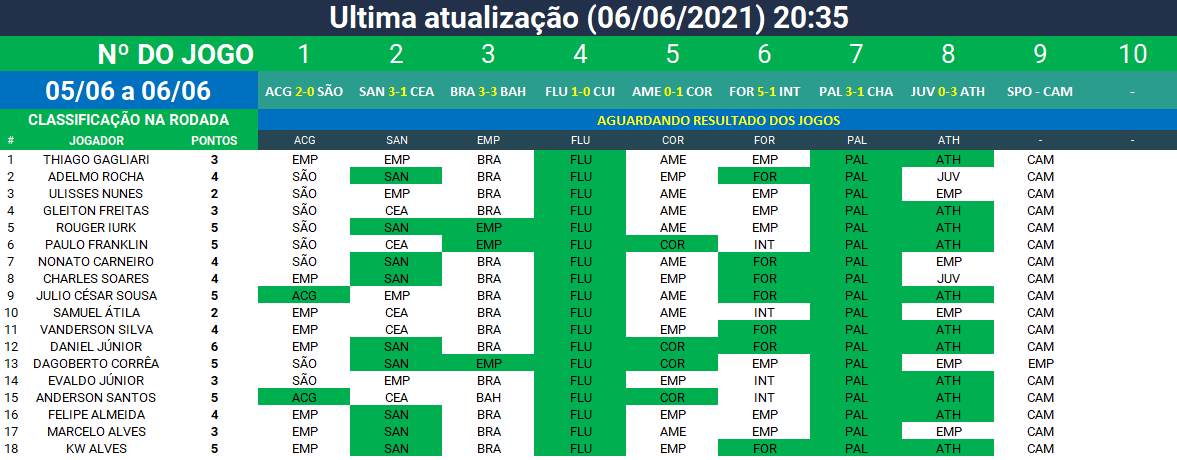 Ultima atualização (06/06/2021) 20:35
Nº DO JOGO 1 2 3 4 5 6 7 8 9 10
05/06 a 06/06 ACG 2-0 SÃO SAN 3-1 CEA BRA 3-3 BAH FLU 1-0 CUI AME 0-1 COR FOR 5-1 INT PAL 3-1 CHA JUV 0-3 ATH SPO - CAM -
CLASSIFICAÇÃO NA RODADA AGUARDANDO RESULTADO DOS JOGOS
# JOGADOR PONTOS ACG SAN EMP FLU COR FOR PAL ATH - -
1 THIAGO GAGLIARI 3 EMP EMP BRA FLU AME EMP PAL ATH CAM
2 ADELMO ROCHA 4 SÃO SAN BRA FLU EMP FOR PAL JUV CAM
3 ULISSES NUNES 2 SÃO EMP BRA FLU AME EMP PAL EMP CAM
4 GLEITON FREITAS 3 SÃO CEA BRA FLU AME EMP PAL ATH CAM
5 ROUGER IURK 5 SÃO SAN EMP FLU AME EMP PAL ATH CAM
6 PAULO FRANKLIN 5 SÃO CEA EMP FLU COR INT PAL ATH CAM
7 NONATO CARNEIRO 4 SÃO SAN BRA FLU AME FOR PAL EMP CAM
8 CHARLES SOARES 4 EMP SAN BRA FLU AME FOR PAL JUV CAM
9 JULIO CÉSAR SOUSA 5 ACG EMP BRA FLU AME FOR PAL ATH CAM
10 SAMUEL ÁTILA 2 EMP CEA BRA FLU AME INT PAL EMP CAM
11 VANDERSON SILVA 4 EMP CEA BRA FLU EMP FOR PAL ATH CAM
12 DANIEL JÚNIOR 6 EMP SAN BRA FLU COR FOR PAL ATH CAM
13 DAGOBERTO CORRÊA 5 SÃO SAN EMP FLU COR EMP PAL EMP EMP
14 EVALDO JÚNIOR 3 SÃO EMP BRA FLU EMP INT PAL ATH CAM
15 ANDERSON SANTOS 5 ACG CEA BAH FLU COR INT PAL ATH CAM
16 FELIPE ALMEIDA 4 EMP SAN BRA FLU EMP EMP PAL ATH CAM
17 MARCELO ALVES 3 EMP SAN BRA FLU AME EMP PAL EMP CAM
18 KW ALVES 5 EMP SAN BRA FLU EMP FOR PAL ATH CAM